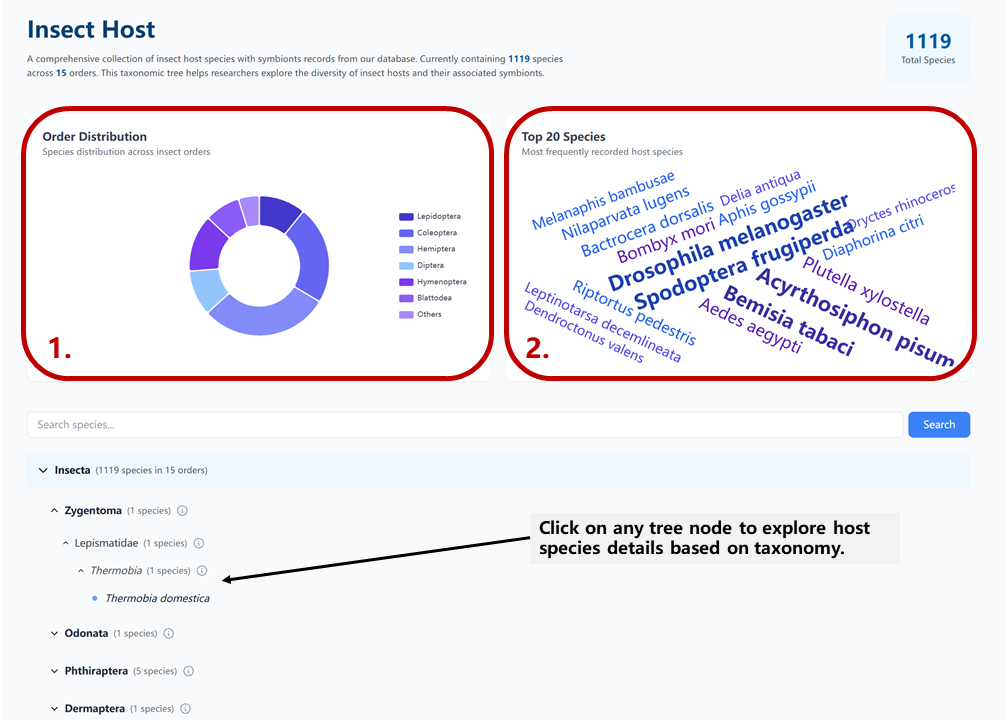 Insect Host
A comprehensive collection of insect host species with symbionts records from our database. Currently containing 1119 species
across 15 orders. This taxonomic tree helps researchers explore the diversity of insect hosts and their associated symbionts.
1119
Total Species
Order Distribution
Species distribution across insect orders
Lepidoptera
Coleoptera
Hemiptera
Diptera
Hymenoptera
Blattodea
Others
1.
Top 20 Species
Most frequently recorded host species
Melanaphis bambusae
Nilaparvata lugens
Delia antiqua
Bactrocera dorsalis
Aphis gossypii
Bombyx mori
Oryctes rhinoceros
Drosophila melanogaster
Diaphorina citri
Spodoptera frugiperda
Plutella xylostella
Acyrthosiphon pisum
Riptortus pedestris
Bemisia tabaci
Leptinotarsa decemlineata
Aedes aegypti
Dendroctonus valens
2.
Search species...
Search
Insecta (1119 species in 15 orders)
Zygentoma (1 species)
Lepismatidae (1 species)
Thermobia (1 species)
Thermobia domestica
Click on any tree node to explore host
species details based on taxonomy.
Odonata (1 species)
Phthiraptera (5 species)
Dermaptera (1 species)